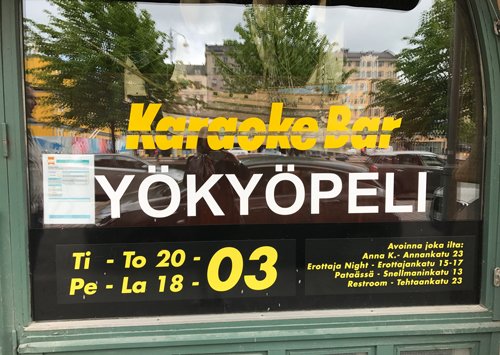 Karaoke Bar
YÖKYÖPELI
Ti - To 20 - 03
Pe - La 18 -
Avoinna joka ilta:
Anna K.- Annankatu 23
Erottaja Night - Erottajankatu 15-17
Pataässä - Snellmaninkatu 13
Restroom - Tehtaankatu 23